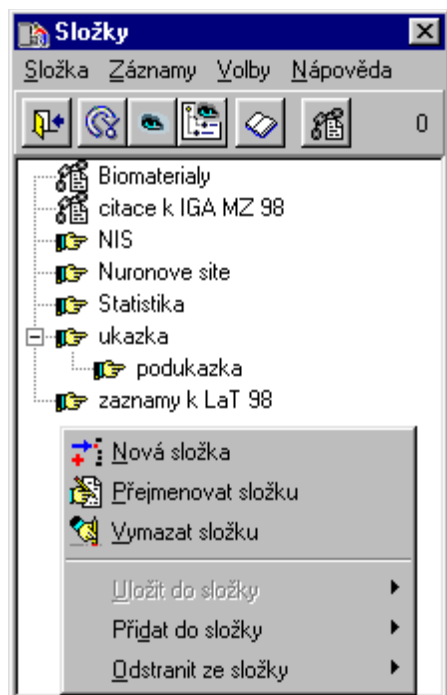 Složky
Složka Záznamy Volby Nápověda
0
Biomaterialy
citace k IGA MZ 98
NIS
Nuronove site
Statistika
ukazka
podukazka
zaznamy k LaT 98
Nová složka
Přejmenovat složku
Vymazat složku
Uložit do složky
Přidat do složky
Odstranit ze složky